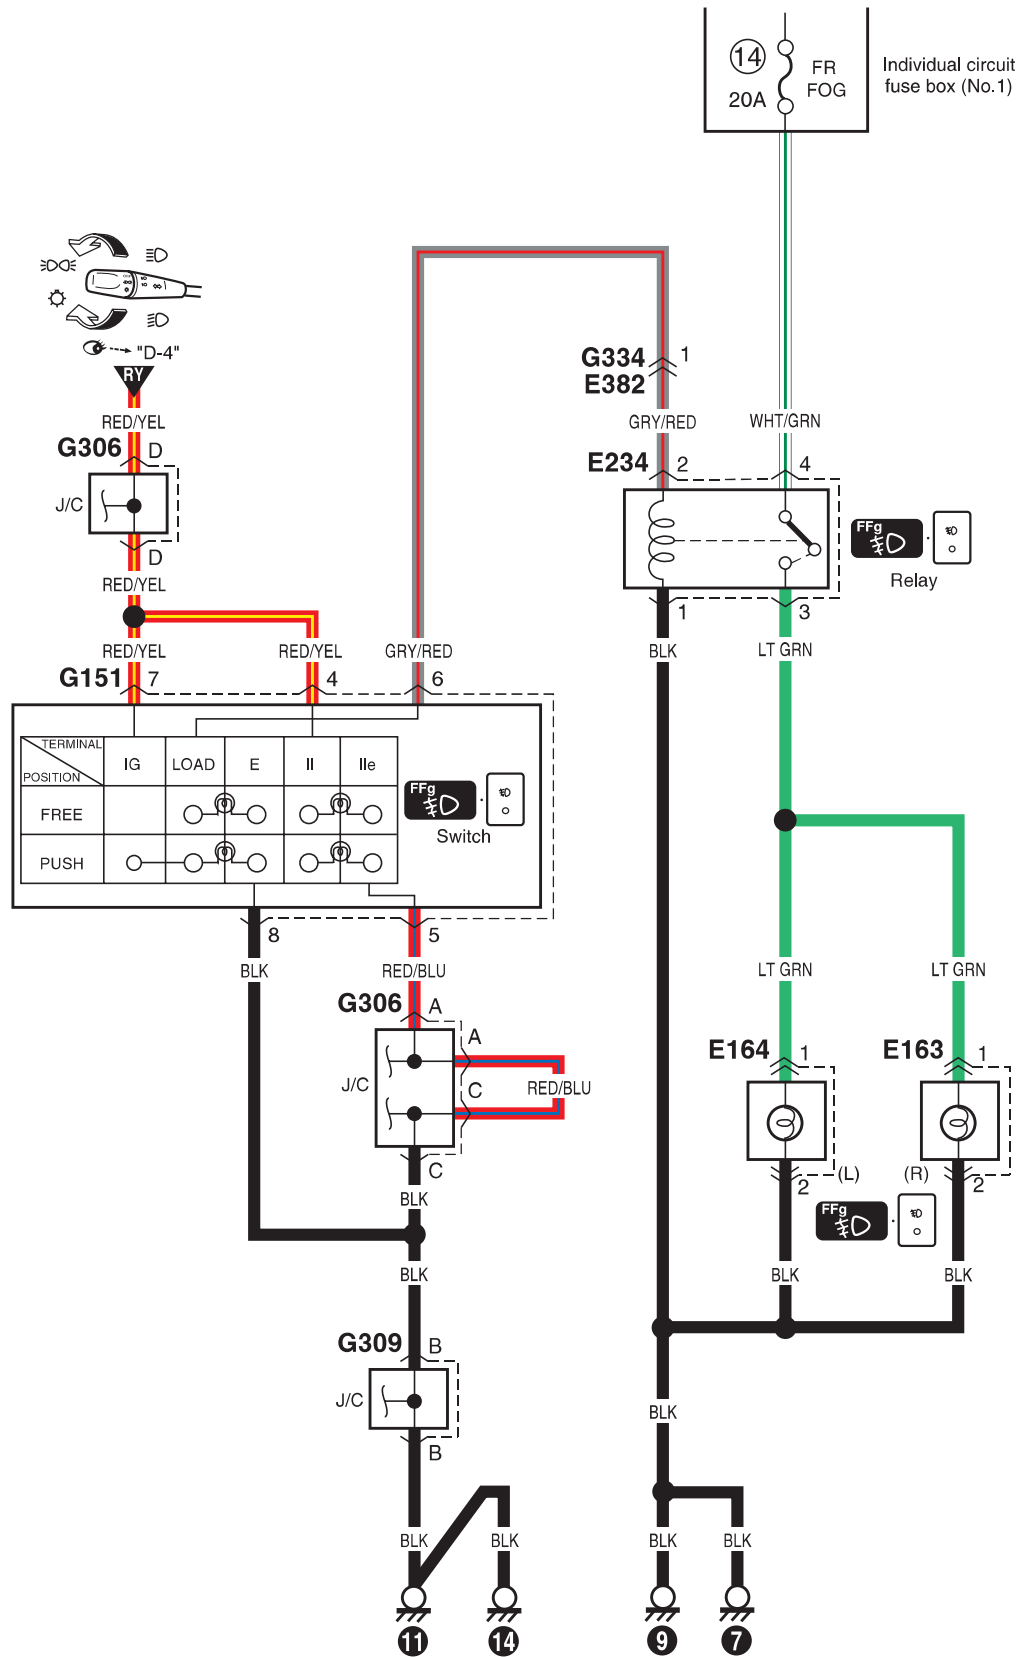 14
20A
FR
FOG
Individual circuit
fuse box (No.1)
"D-4"
RY
RED/YEL
G306 D
J/C
D
RED/YEL
RED/YEL
RED/YEL
GRY/RED
G151 7
4
6
G334 1
E382
GRY/RED
WHT/GRN
E234 2
4
FFg
Relay
1
3
BLK
LT GRN
TERMINAL
POSITION
IG
LOAD
E
II
IIe
FREE
PUSH
FFg
Switch
8
5
BLK
RED/BLU
G306 A
A
J/C
C
RED/BLU
C
BLK
BLK
G309 B
J/C
B
BLK
BLK
11
14
LT GRN
LT GRN
E164 1
E163 1
2
(L)
(R)
2
FFg
BLK
BLK
BLK
BLK
BLK
9
7